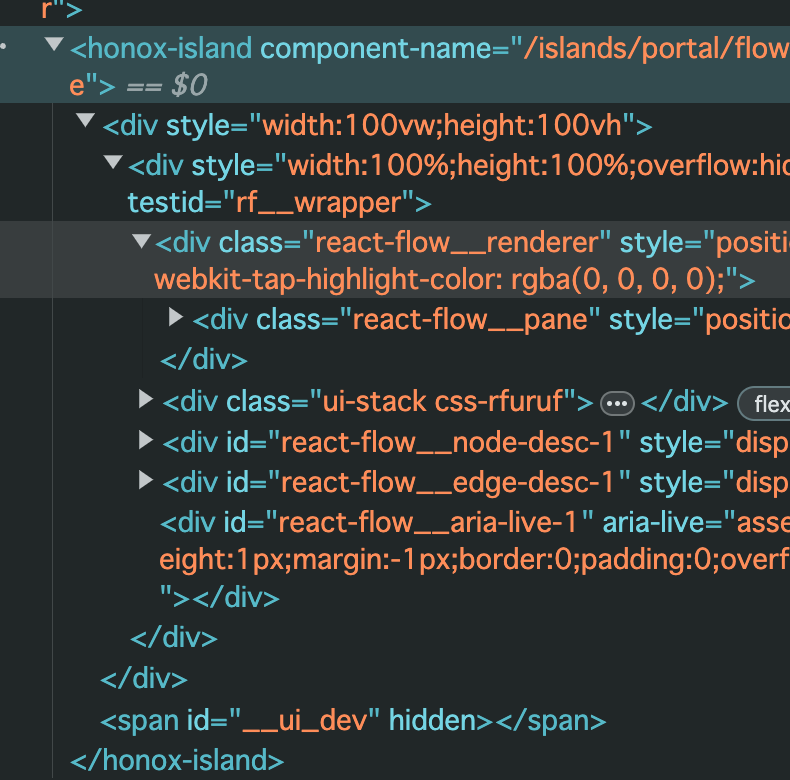 r">
<honox-island component-name="/islands/portal/flow
e"> == $0
<div style="width:100vw;height:100vh">
<div style="width:100%;height:100%;overflow:hid
testid="rf__wrapper">
<div class="react-flow__renderer" style="positi
webkit-tap-highlight-color: rgba(0, 0, 0, 0);">
<div class="react-flow__pane" style="positio
</div>
<div class="ui-stack css-rfuruf"> ••• </div> flex
<div id="react-flow__node-desc-1" style="disp
<div id="react-flow__edge-desc-1" style="disp
<div id="react-flow__aria-live-1" aria-live="asse
eight:1px;margin:-1px;border:0;padding:0;overf
"></div>
</div>
</div>
<span id="__ui_dev" hidden></span>
</honox-island>